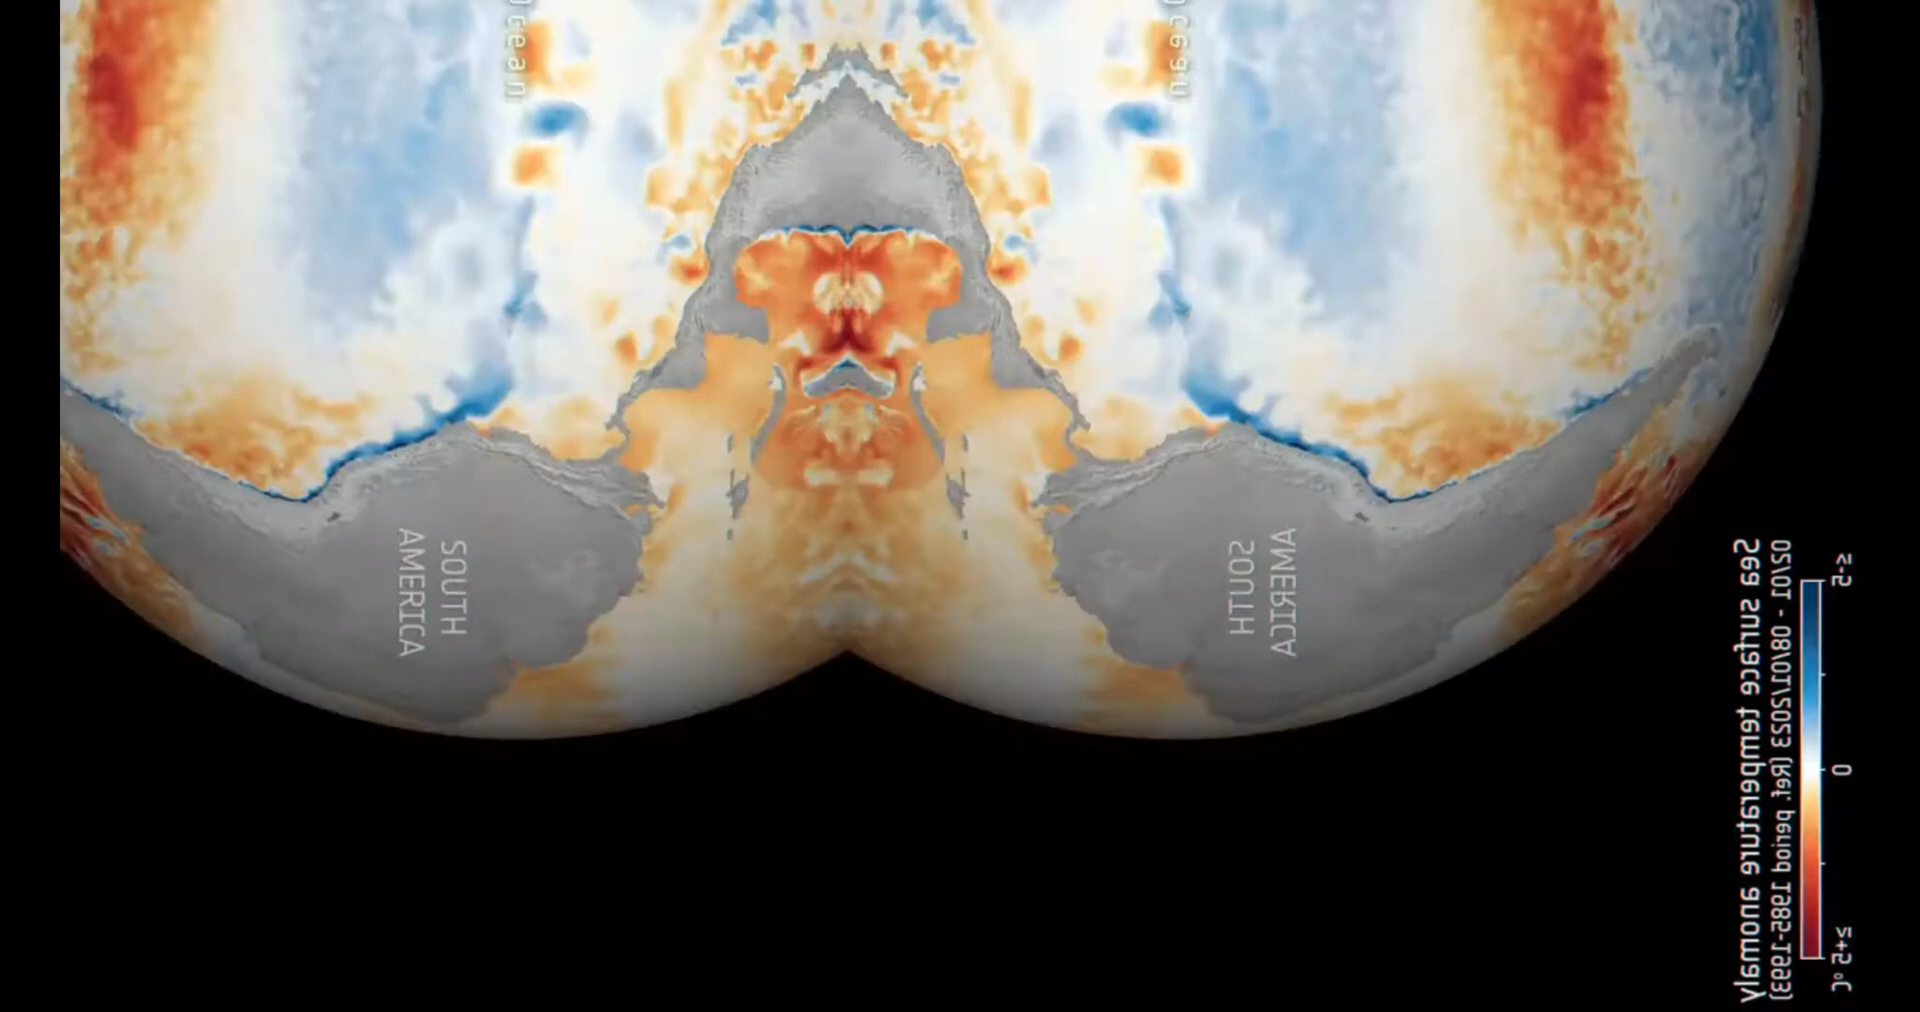 Ocean
Ocean
SOUTH
AMERICA
SOUTH
AMERICA
Sea surface temperature anomaly
02/01 - 08/01/2023 (Ref. period 1985-1993)
≤-5
0
≥+5
°C